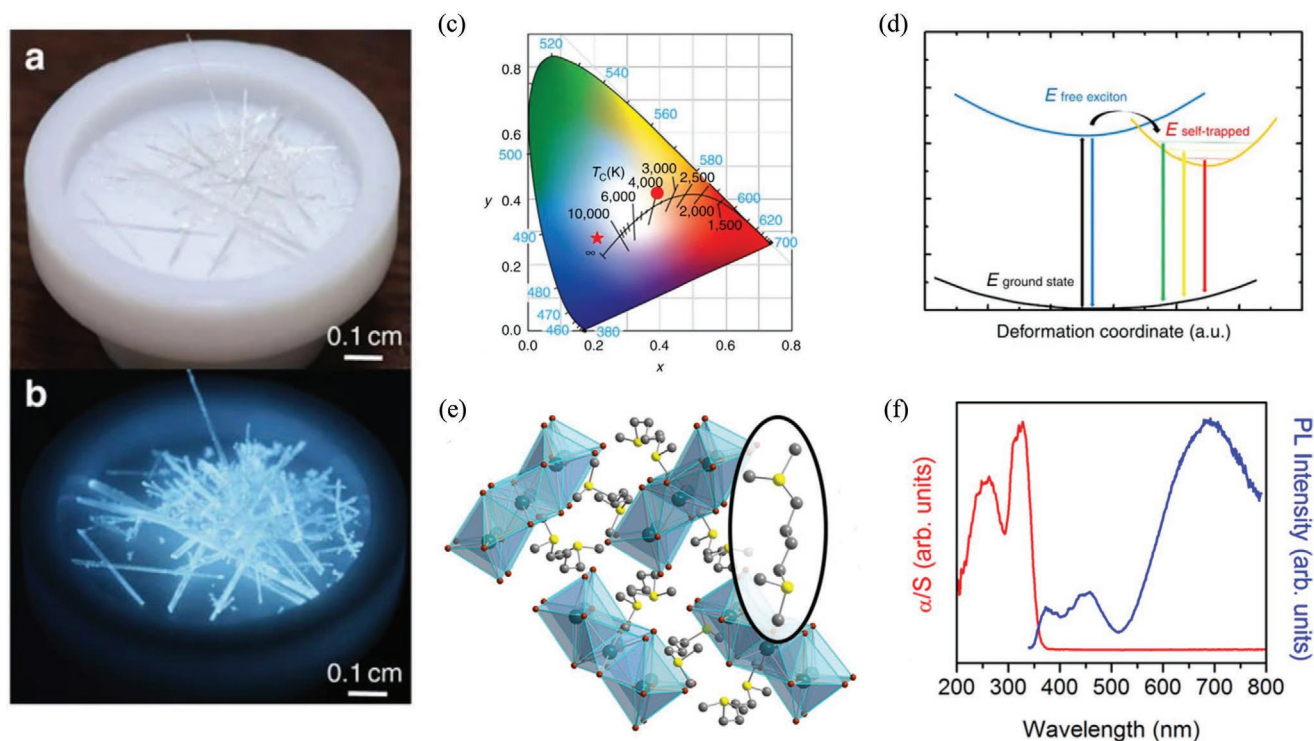 a
0.1 cm
b
0.1 cm
(c)
0.8
0.6
y
0.4
0.2
0.0
0.0
0.2
0.4
0.6
0.8
x
520
540
560
580
600
620
700
500
490
480
470
460
380
T_C(K)
3,000
2,500
4,000
6,000
2,000
10,000
1,500
∞
(d)
E free exciton
E self-trapped
E ground state
Deformation coordinate (a.u.)
(e)
(f)
α/S (arb. units)
PL Intensity (arb. units)
200 300 400 500 600 700 800
Wavelength (nm)